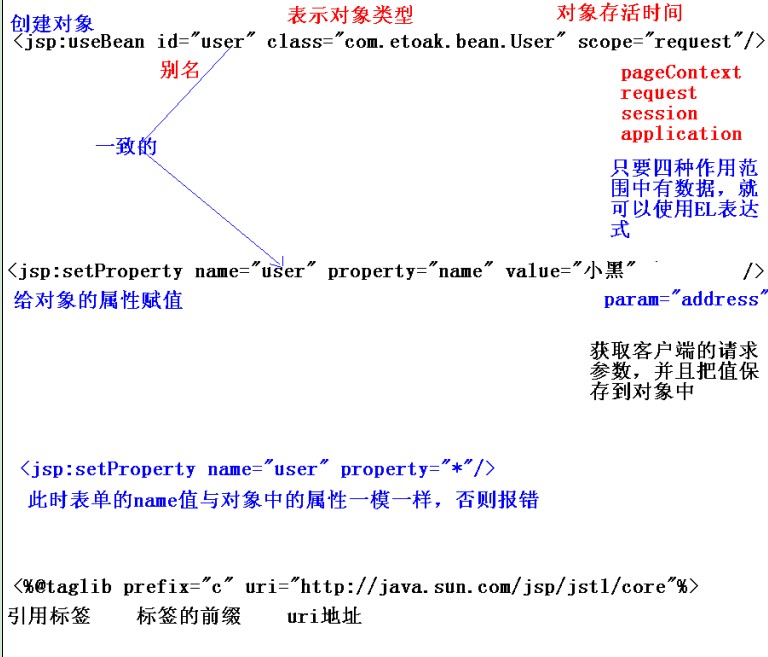 创建对象
表示对象类型
对象存活时间
<jsp:useBean id="user" class="com.etoak.bean.User" scope="request"/>
别名
pageContext
request
session
application
一致的
只要四种作用范
围中有数据，就
可以使用EL表达
式
<jsp:setProperty name="user" property="name" value="小黑" />
给对象的属性赋值
param="address"
获取客户端的请求
参数，并且把值保
存到对象中
<jsp:setProperty name="user" property="*"/>
此时表单的name值与对象中的属性一模一样，否则报错
<%@taglib prefix="c" uri="http://java.sun.com/jsp/jstl/core"%>
引用标签 标签的前缀 uri地址